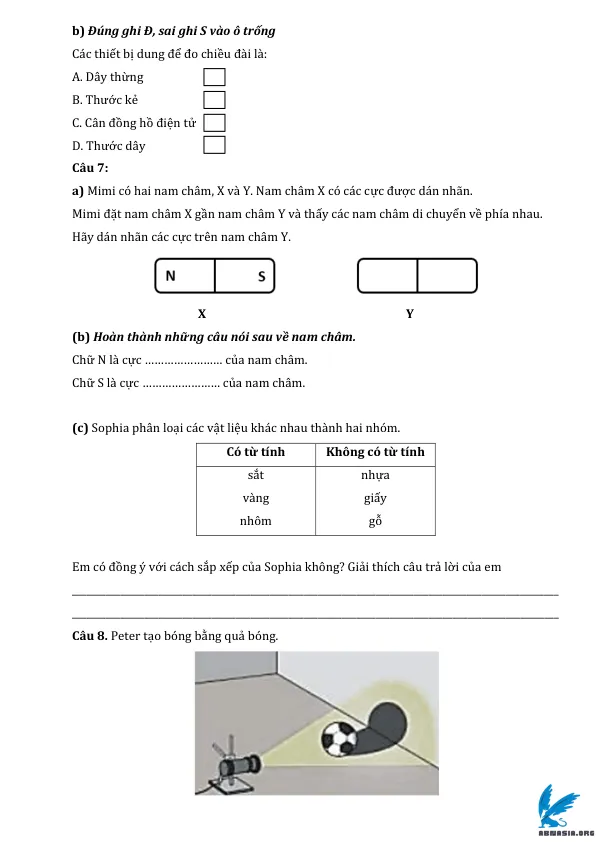 b) Đúng ghi Đ, sai ghi S vào ô trống
Các thiết bị dung để đo chiều đài là:
A. Dây thừng
B. Thước kẻ
C. Cân đồng hồ điện tử
D. Thước dây
Câu 7:
a) Mimi có hai nam châm, X và Y. Nam châm X có các cực được dán nhãn.
Mimi đặt nam châm X gần nam châm Y và thấy các nam châm di chuyển về phía nhau.
Hãy dán nhãn các cực trên nam châm Y.
N S
X Y
(b) Hoàn thành những câu nói sau về nam châm.
Chữ N là cực …………………… của nam châm.
Chữ S là cực …………………… của nam châm.
(c) Sophia phân loại các vật liệu khác nhau thành hai nhóm.
Có từ tính Không có từ tính
sắt nhựa
vàng giấy
nhôm gỗ
Em có đồng ý với cách sắp xếp của Sophia không? Giải thích câu trả lời của em
Câu 8. Peter tạo bóng bằng quả bóng.
ABMASIA.ORG